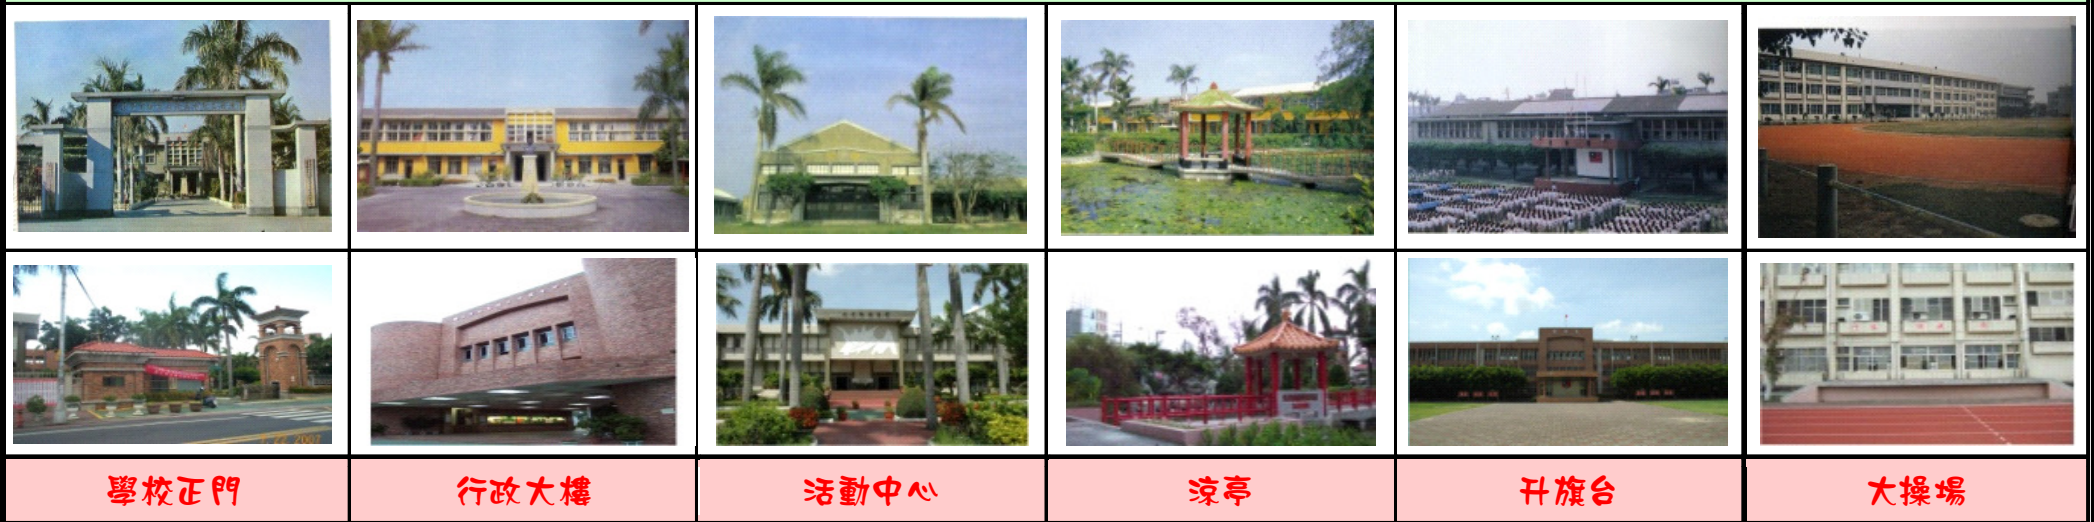 學校正門
行政大樓
活動中心
涼亭
升旗台
大操場